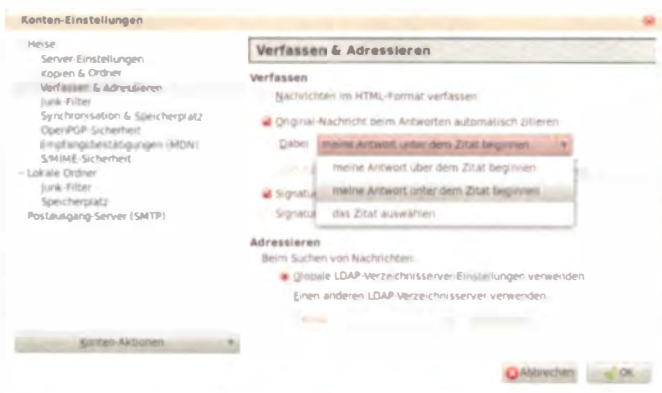 Konten-Einstellungen
Heise
Server-Einstellungen
Kopien & Ordner
Verfassen & Adressieren
Junk-Filter
Synchronisation & Speicherplatz
OpenPGP-Sicherheit
Empfangsbestätigungen (MDN)
S/MIME-Sicherheit
– Lokale Ordner
Junk-Filter
Speicherplatz
Postausgang-Server (SMTP)
Konten-Aktionen
Verfassen & Adressieren
Verfassen
Nachrichten im HTML-Format verfassen
Original-Nachricht beim Antworten automatisch zitieren
Dabei meine Antwort unter dem Zitat beginnen
meine Antwort über dem Zitat beginnen
Signatu meine Antwort unter dem Zitat beginnen
Signatu das Zitat auswählen
Adressieren
Beim Suchen von Nachrichten:
Globale LDAP-Verzeichnisserver-Einstellungen verwenden
Einen anderen LDAP-Verzeichnisserver verwenden
Abbrechen OK